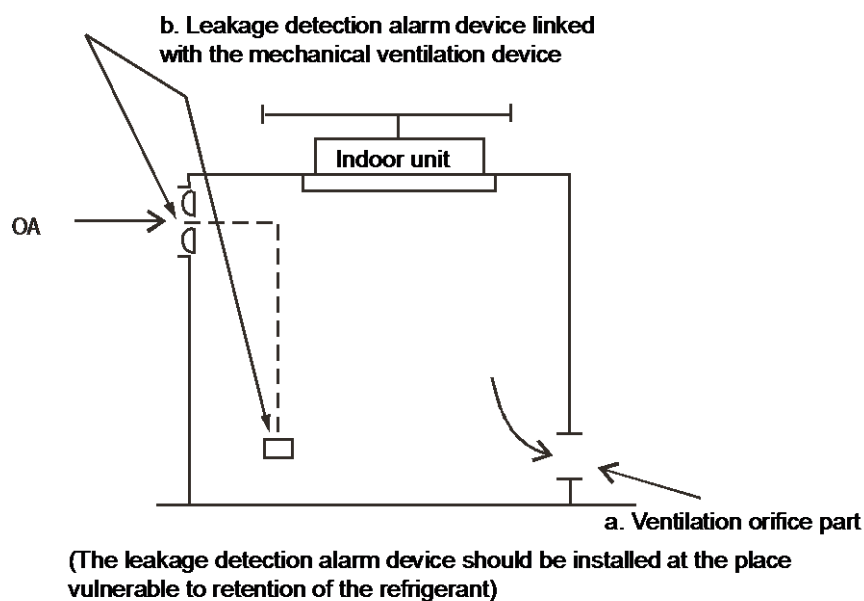 b. Leakage detection alarm device linked
with the mechanical ventilation device
Indoor unit
OA
a. Ventilation orifice part
(The leakage detection alarm device should be installed at the place
vulnerable to retention of the refrigerant)